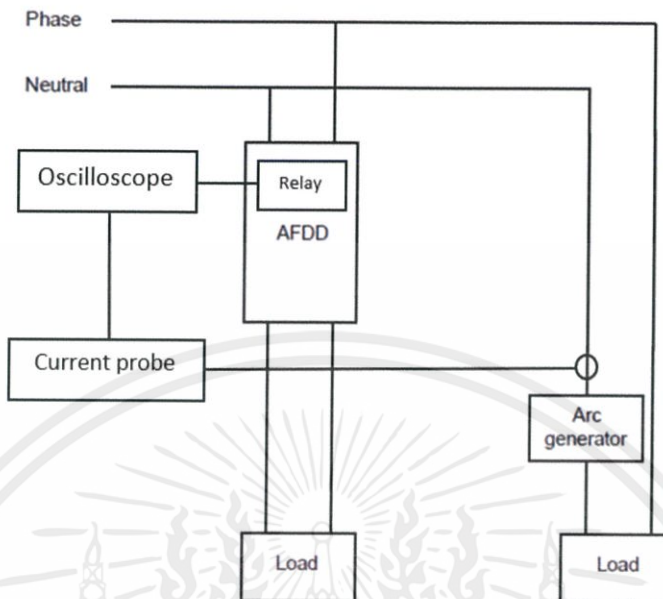 Phase
Neutral
Oscilloscope
Relay
AFDD
Current probe
Arc
generator
Load
Load